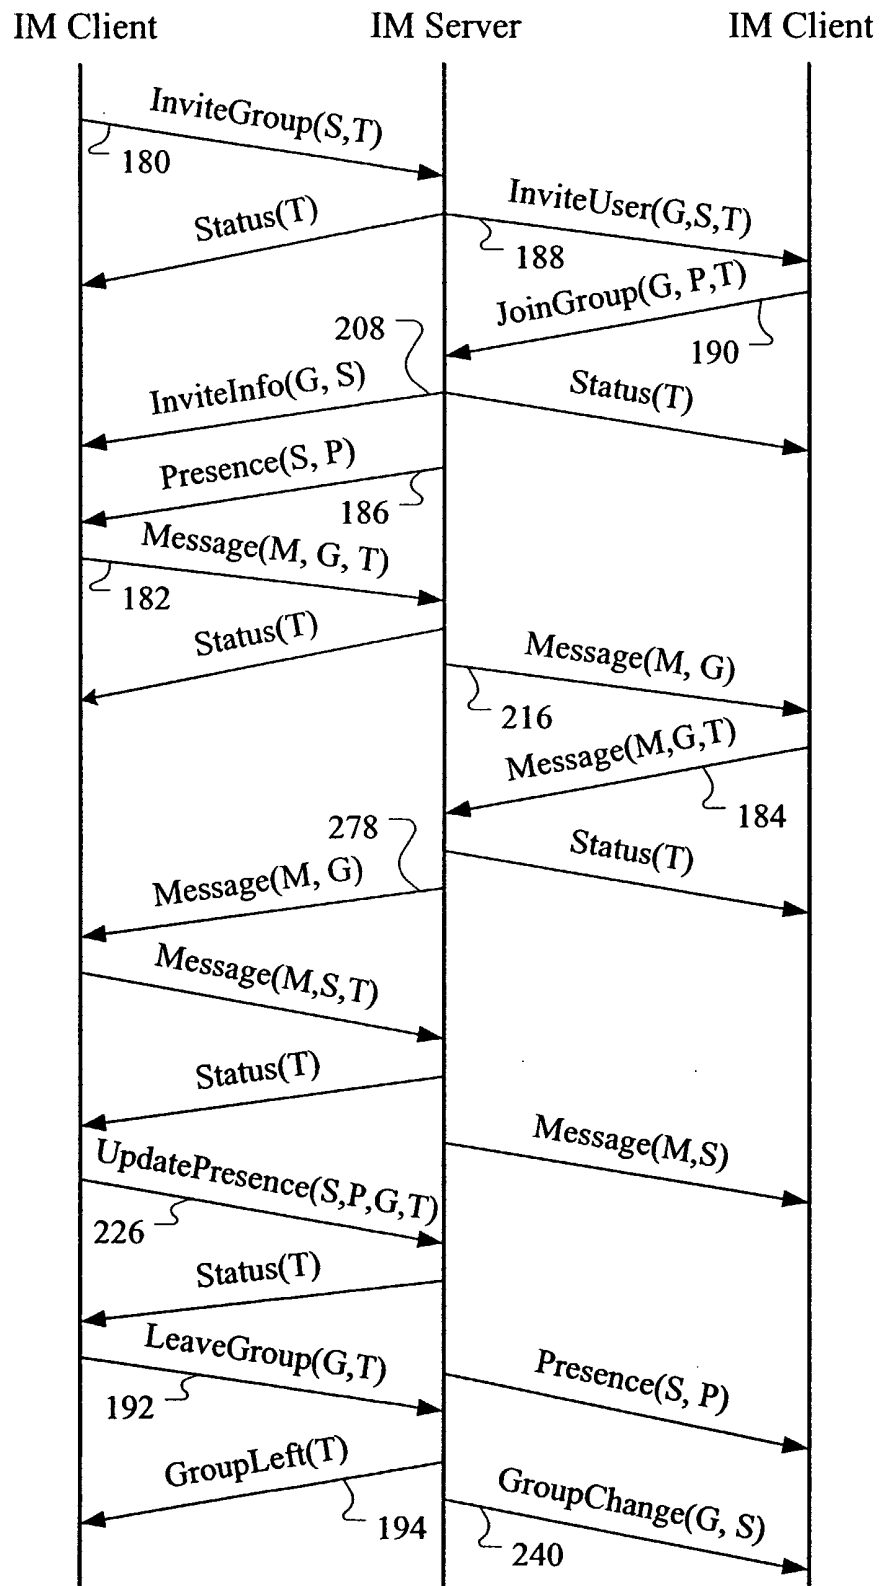 IM Client IM Server IM Client
InviteGroup(S,T)
180
InviteUser(G,S,T)
Status(T)
188
JoinGroup(G, P,T)
208
190
InviteInfo(G, S)
Status(T)
Presence(S, P)
186
Message(M, G, T)
182
Status(T)
Message(M, G)
216
Message(M,G,T)
184
278
Status(T)
Message(M, G)
Message(M,S,T)
Status(T)
Message(M,S)
UpdatePresence(S,P,G,T)
226
Status(T)
LeaveGroup(G,T)
Presence(S, P)
192
GroupLeft(T)
GroupChange(G, S)
194
240